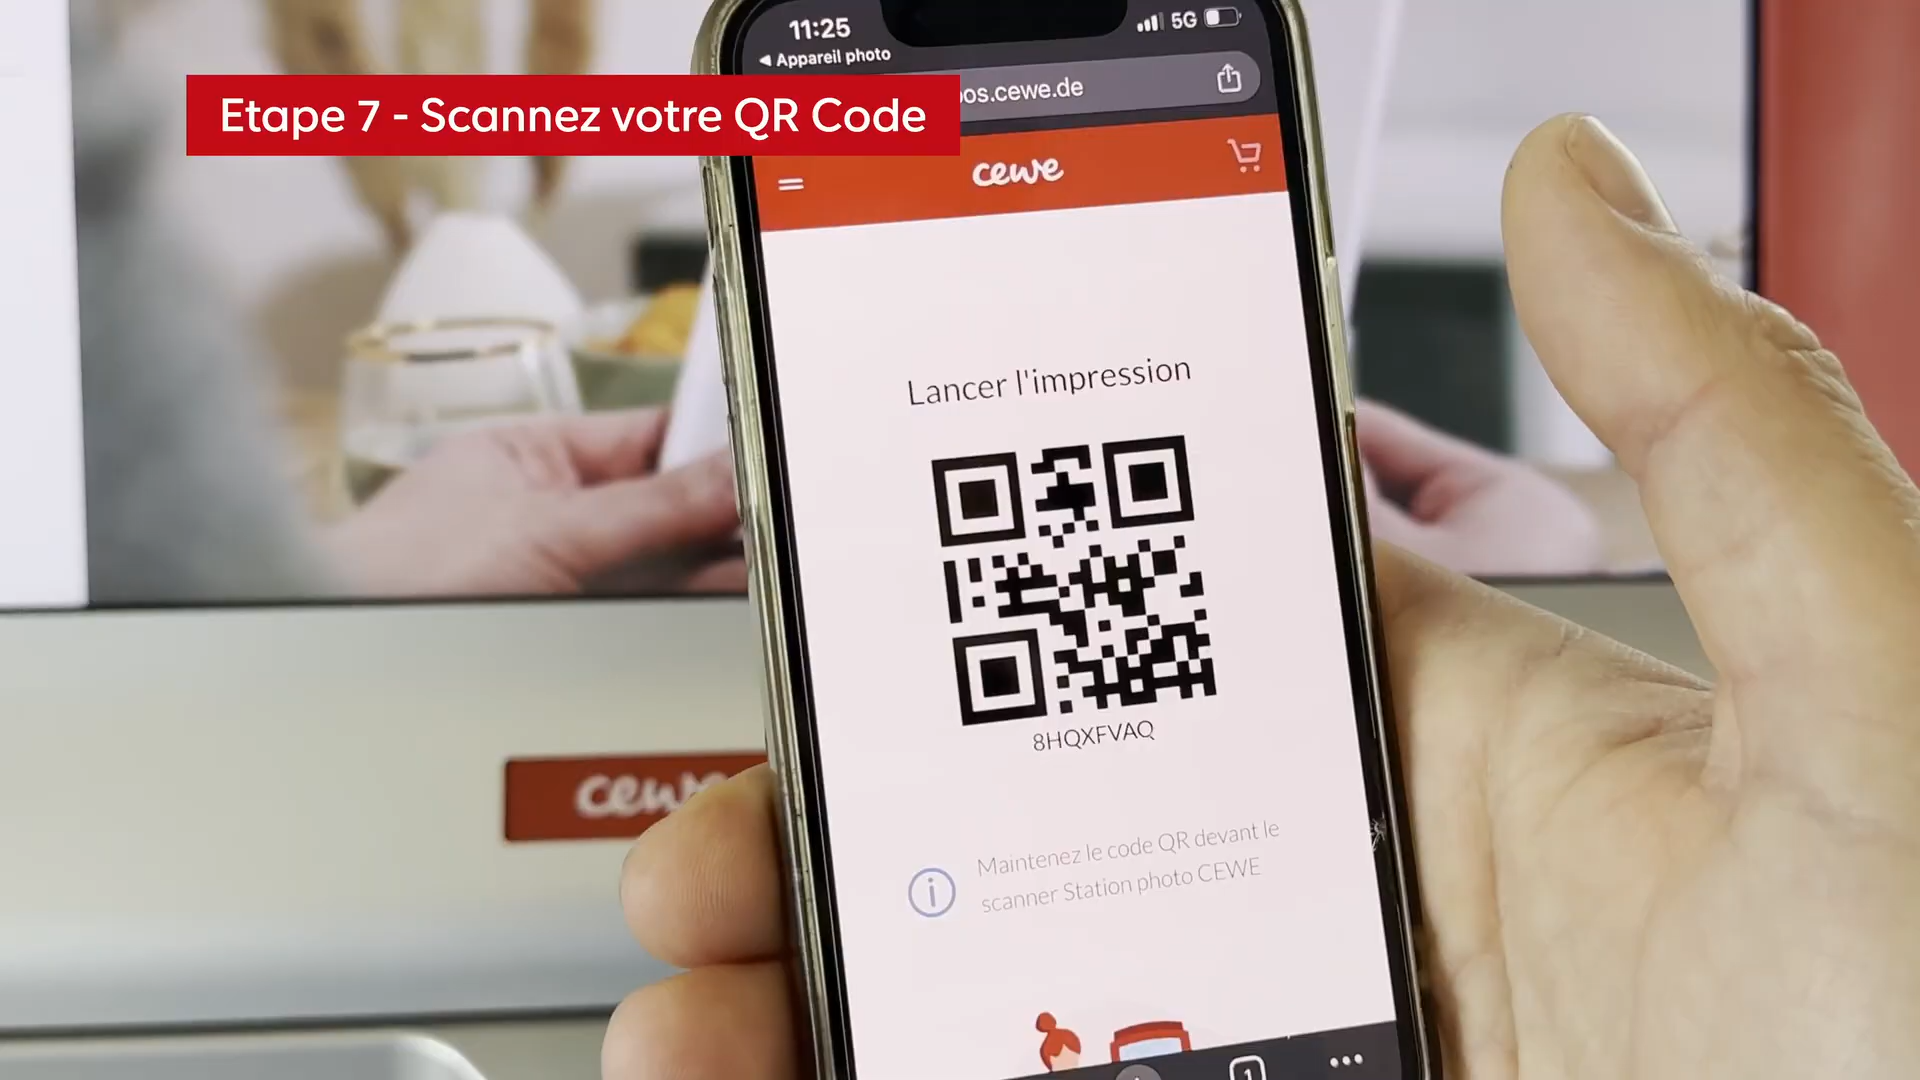 11:25
5G
◀ Appareil photo
os.cewe.de
Etape 7 - Scannez votre QR Code
cewe
Lancer l'impression
8HQXFVAQ
Maintenez le code QR devant le
scanner Station photo CEWE
cewe
1